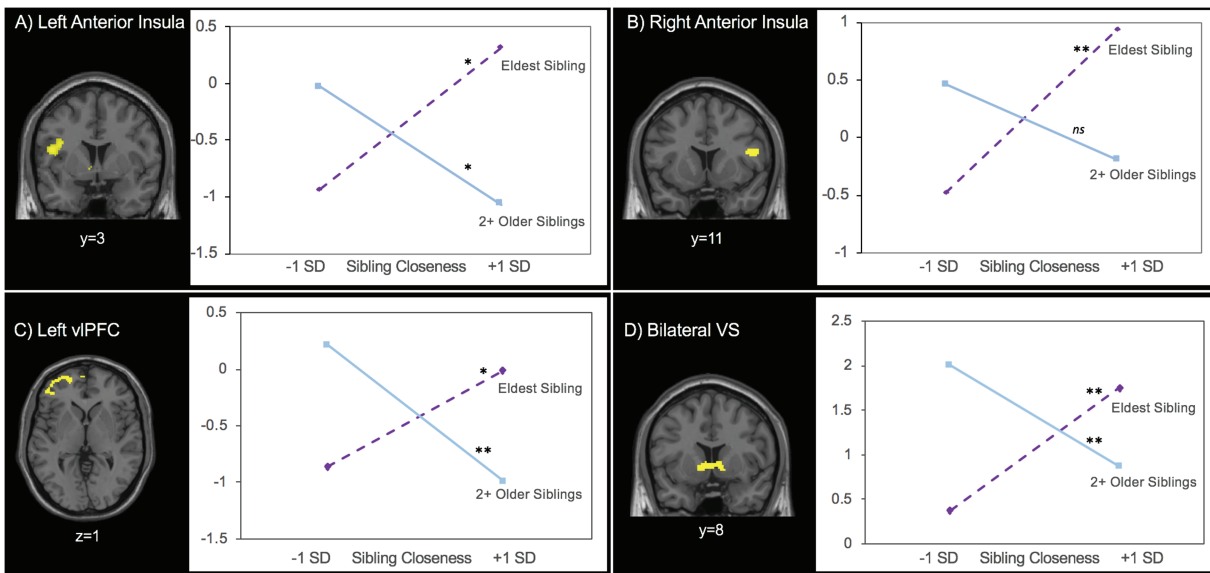 A) Left Anterior Insula
y=3
0.5
0
-0.5
-1
-1.5
*
Eldest Sibling
*
2+ Older Siblings
-1 SD Sibling Closeness +1 SD
B) Right Anterior Insula
y=11
1
0.5
0
-0.5
-1
**
Eldest Sibling
ns
2+ Older Siblings
-1 SD Sibling Closeness +1 SD
C) Left vlPFC
z=1
0.5
0
-0.5
-1
-1.5
*
Eldest Sibling
**
2+ Older Siblings
-1 SD Sibling Closeness +1 SD
D) Bilateral VS
y=8
2.5
2
1.5
1
0.5
0
**
Eldest Sibling
**
2+ Older Siblings
-1 SD Sibling Closeness +1 SD